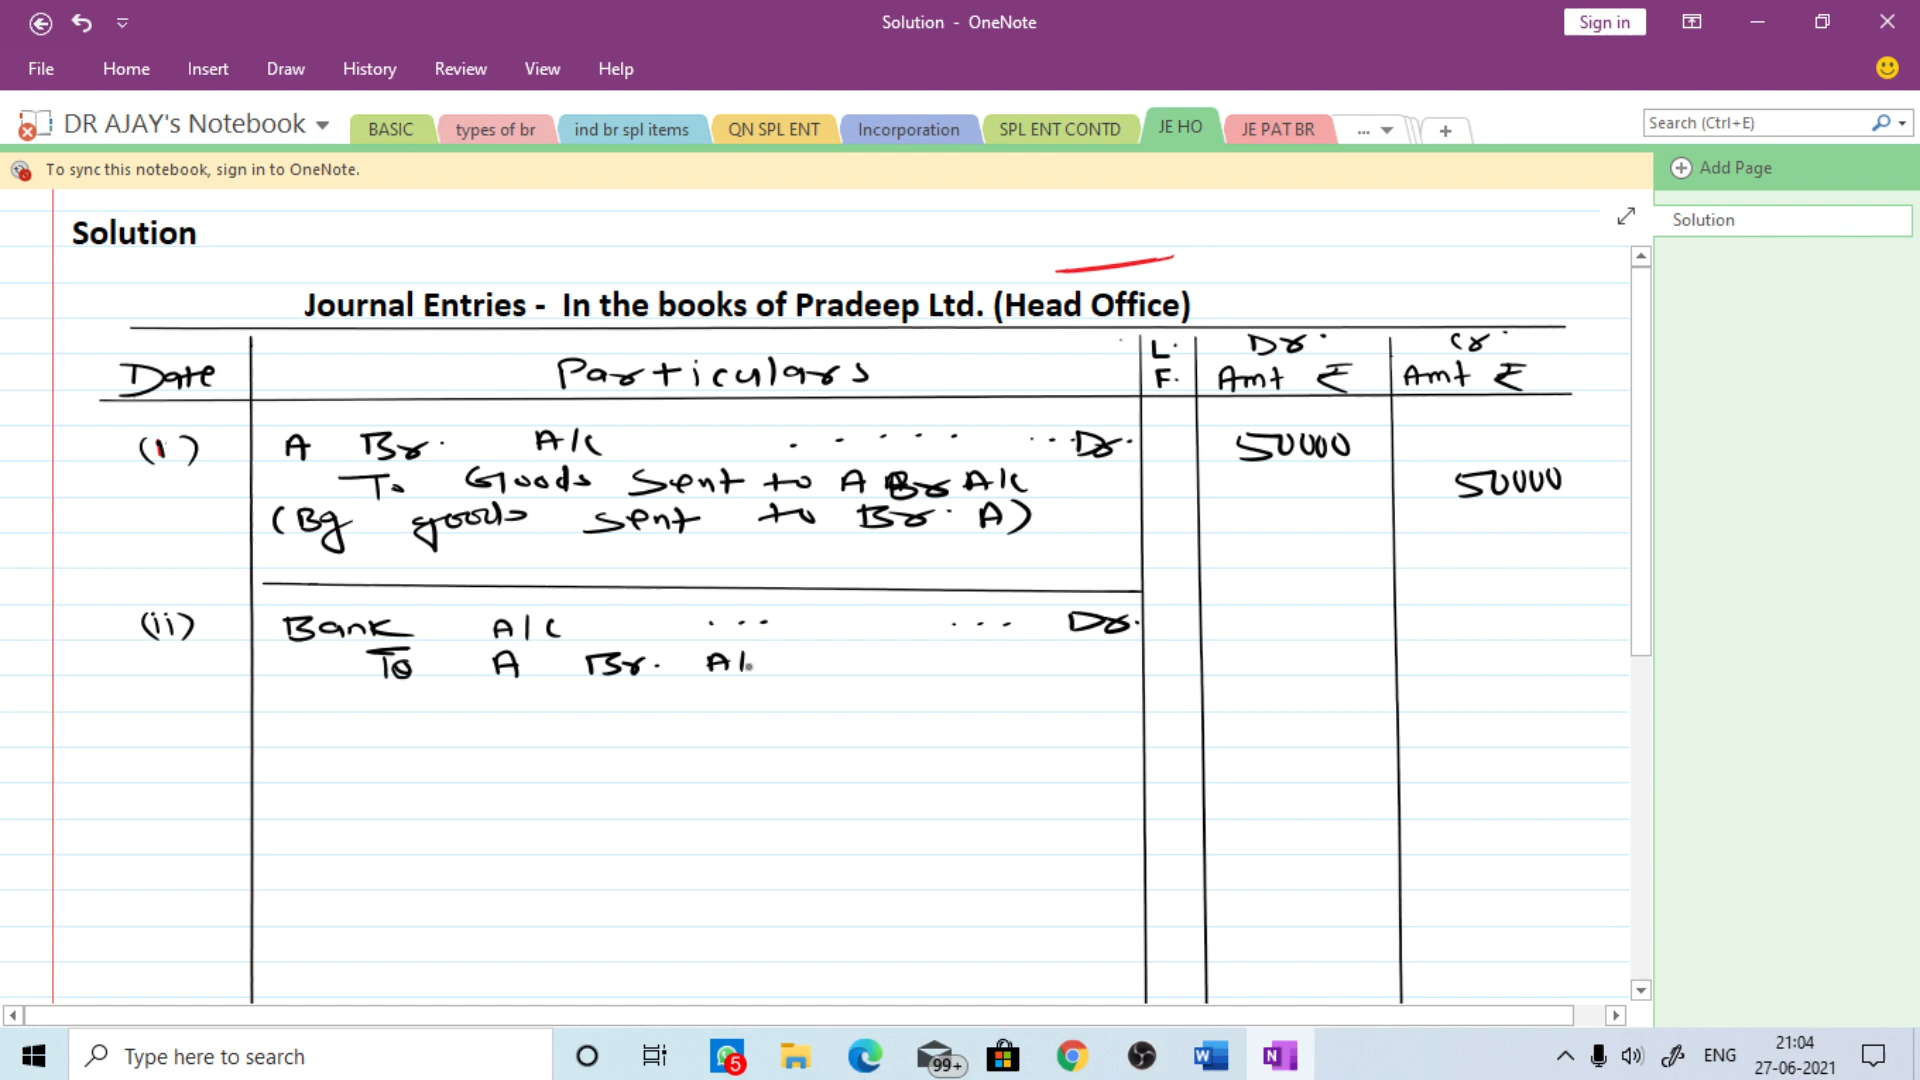 Solution - OneNote
Sign in
File Home Insert Draw History Review View Help
DR AJAY's Notebook
BASIC types of br ind br spl items QN SPL ENT Incorporation SPL ENT CONTD JE HO JE PAT BR ...
Search (Ctrl+E)
To sync this notebook, sign in to OneNote.
Add Page
Solution
Solution
Journal Entries - In the books of Pradeep Ltd. (Head Office)
Date Particulars L. F. Dr. Amt ₹ Cr. Amt ₹
(i) A Br. A/c ... Dr. 50000
To Goods Sent to A Br A/c 50000
(Bg goods sent to Br. A)
(ii) Bank A/c ... ... Dr.
To A Br. A/
Type here to search
5
99+
ENG
21:04
27-06-2021